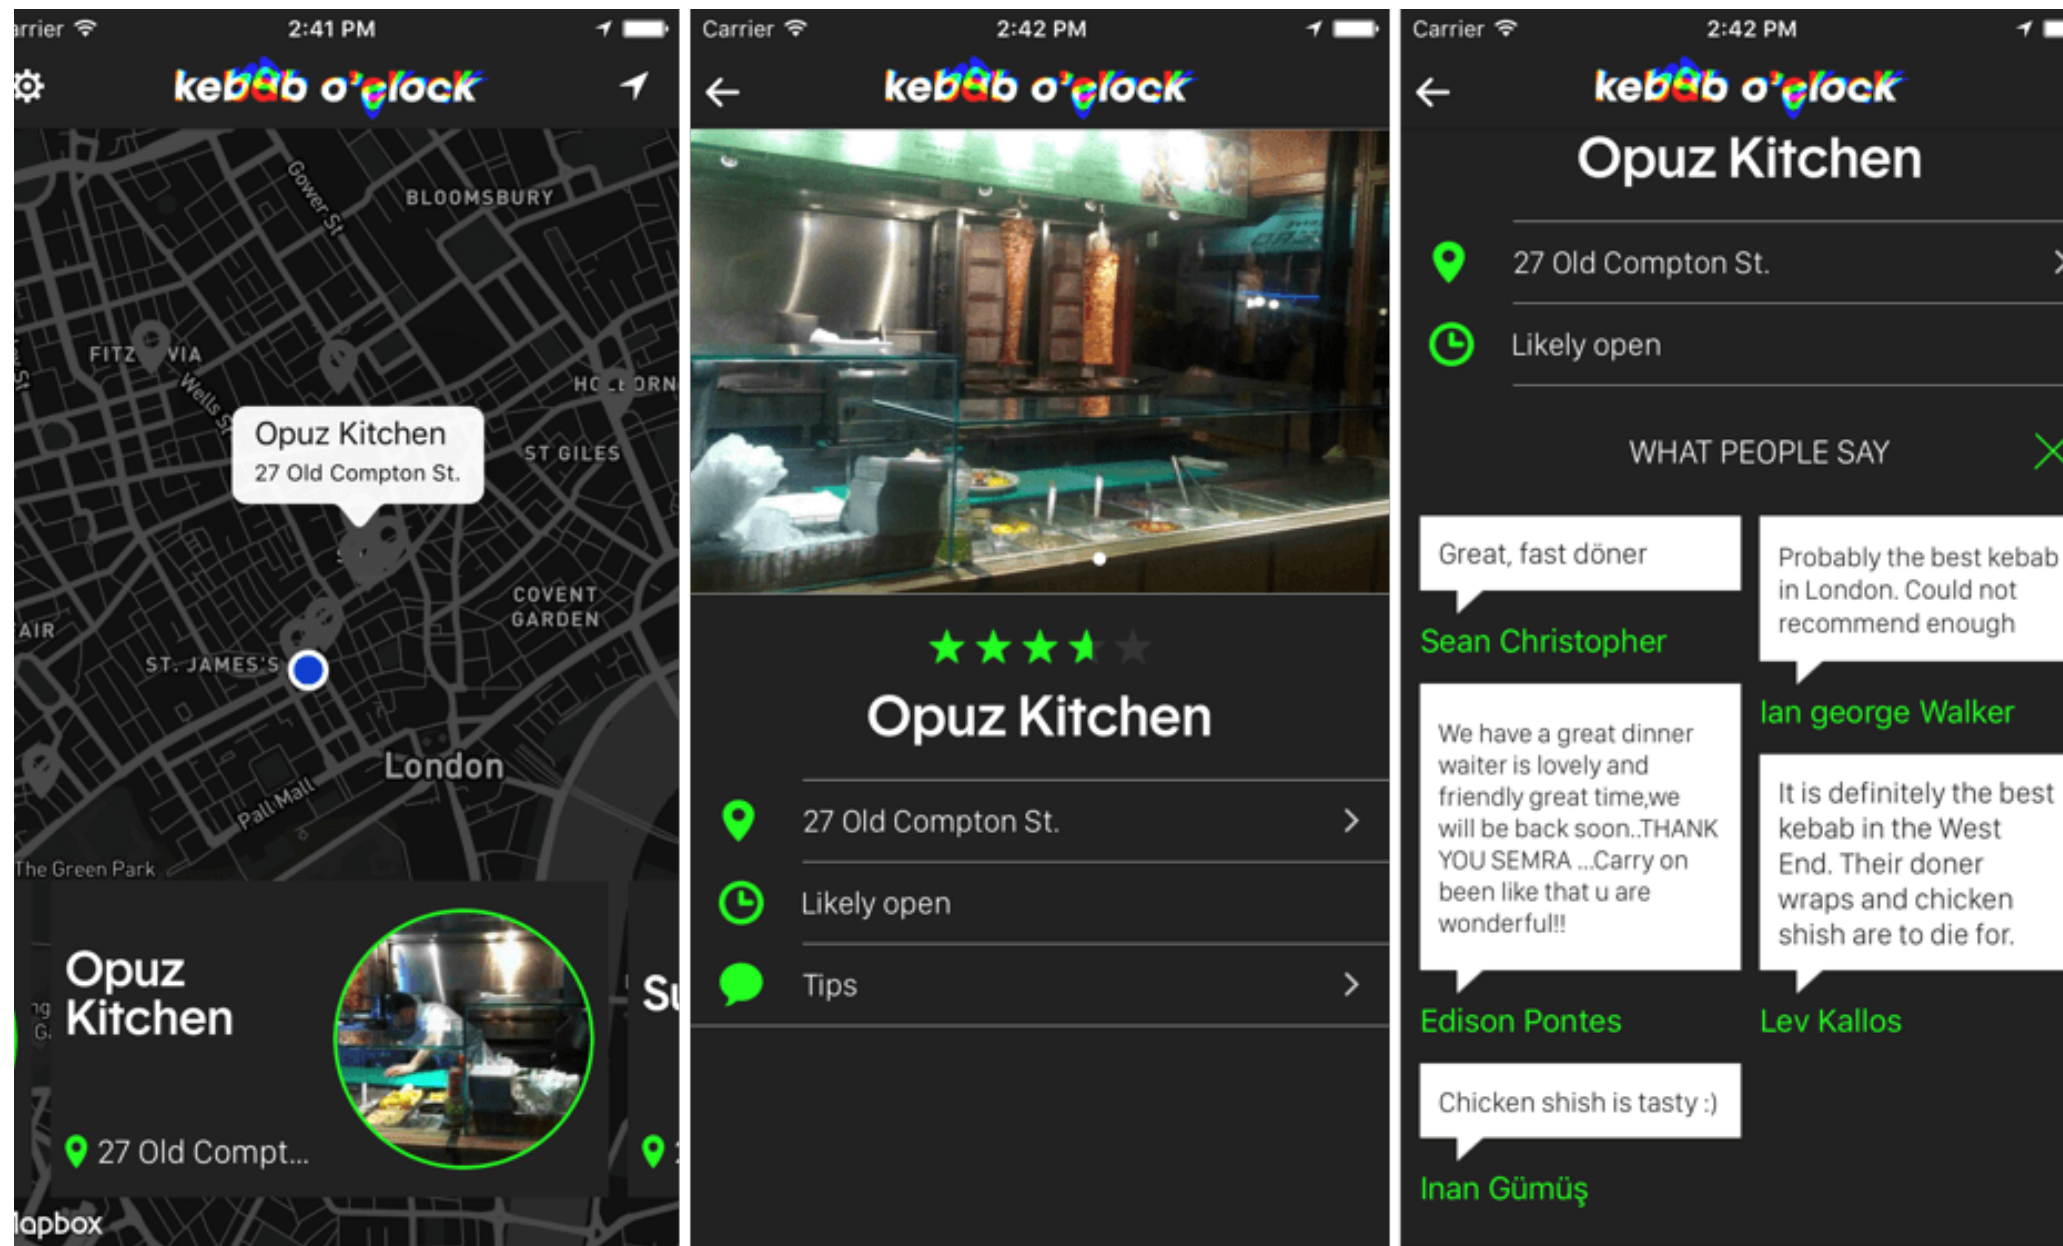 arrier
2:41 PM
kebab o'clock
Gower St
BLOOMSBURY
FITZ VIA
Wells S
HOLBORN
Opuz Kitchen
27 Old Compton St.
ST GILES
COVENT
GARDEN
AIR
ST. JAMES'S
London
Pall Mall
The Green Park
Opuz
Kitchen
27 Old Compt...
Su
lapbox
Carrier
2:42 PM
kebab o'clock
Opuz Kitchen
27 Old Compton St.
Likely open
Tips
Carrier
2:42 PM
kebab o'clock
Opuz Kitchen
27 Old Compton St.
Likely open
WHAT PEOPLE SAY
Great, fast döner
Sean Christopher
Probably the best kebab
in London. Could not
recommend enough
Ian george Walker
We have a great dinner
waiter is lovely and
friendly great time,we
will be back soon..THANK
YOU SEMRA ...Carry on
been like that u are
wonderful!!
Edison Pontes
It is definitely the best
kebab in the West
End. Their doner
wraps and chicken
shish are to die for.
Lev Kallos
Chicken shish is tasty :)
Inan Gümüş